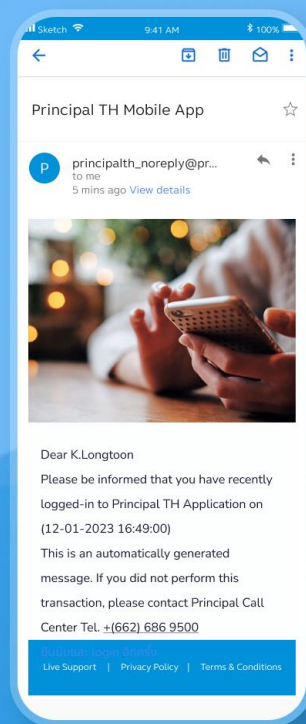 Sketch 9:41 AM 100%
Principal TH Mobile App
P
principalth_noreply@pr...
to me
5 mins ago View details
Dear K.Longtoon
Please be informed that you have recently
logged-in to Principal TH Application on
(12-01-2023 16:49:00)
This is an automatically generated
message. If you did not perform this
transaction, please contact Principal Call
Center Tel. +(662) 686 9500
Live Support | Privacy Policy | Terms & Conditions